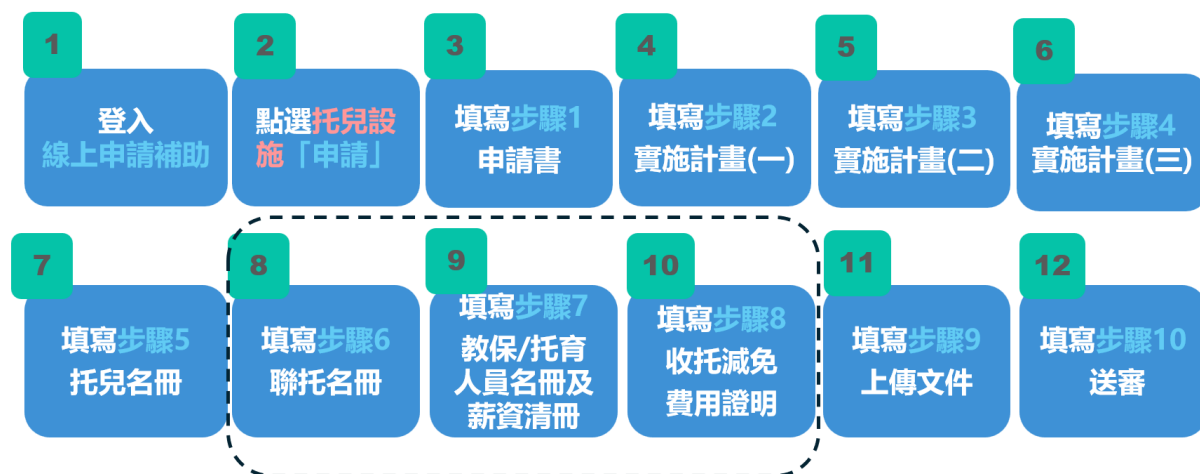 1
登入
線上申請補助
2
點選托兒設
施「申請」
3
填寫步驟1
申請書
4
填寫步驟2
實施計畫(一)
5
填寫步驟3
實施計畫(二)
6
填寫步驟4
實施計畫(三)
7
填寫步驟5
托兒名冊
8
填寫步驟6
聯托名冊
9
填寫步驟7
教保/托育
人員名冊及
薪資清冊
10
填寫步驟8
收托減免
費用證明
11
填寫步驟9
上傳文件
12
填寫步驟10
送審